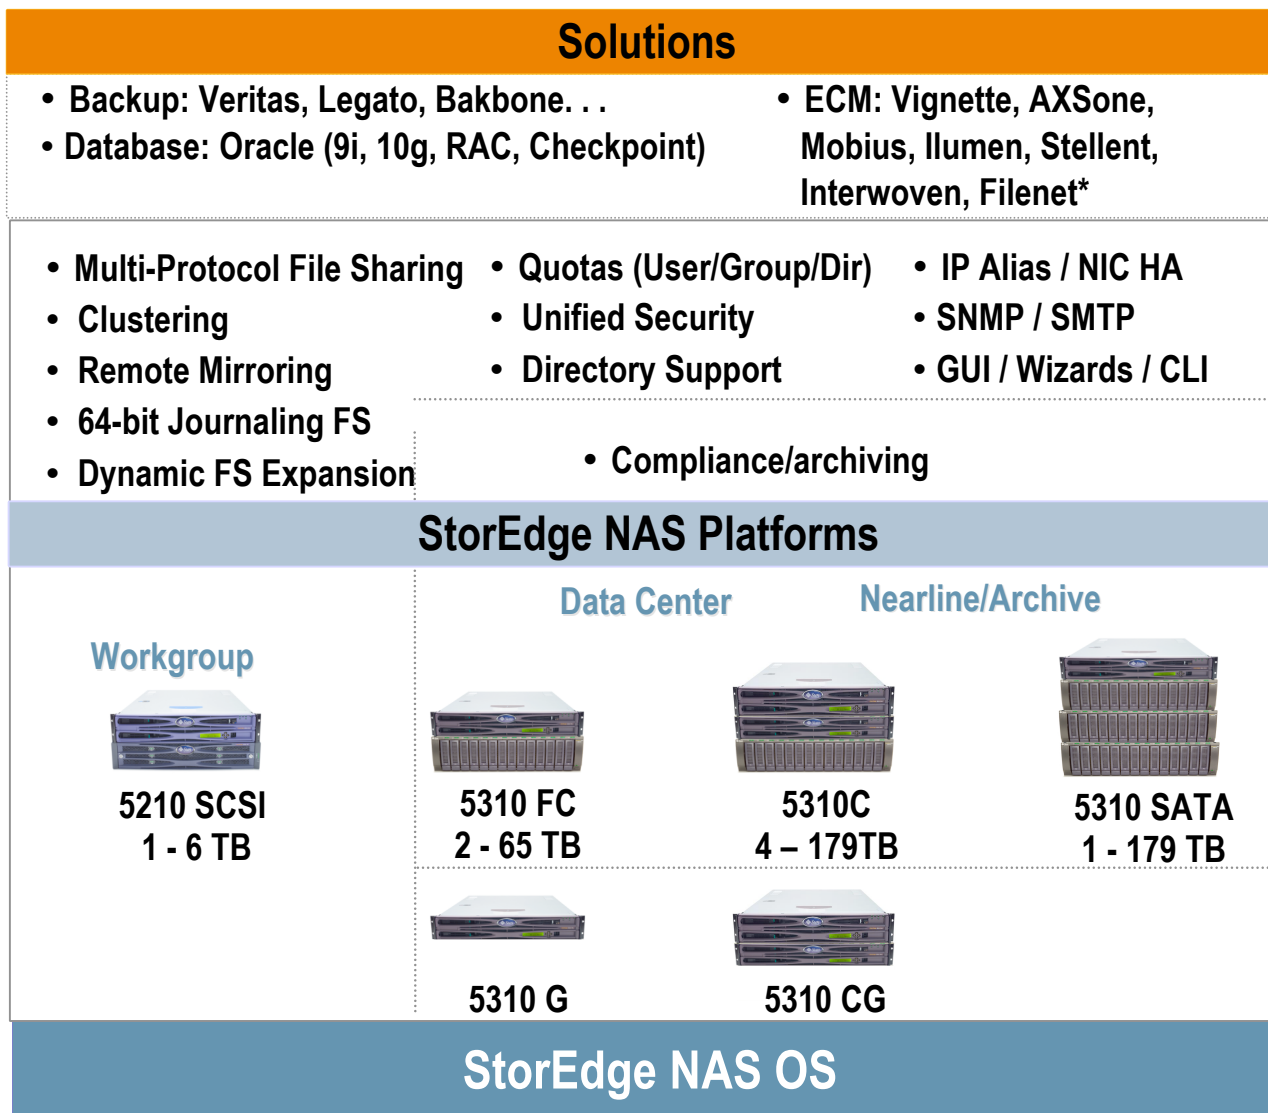 Solutions
• Backup: Veritas, Legato, Bakbone. . .
• Database: Oracle (9i, 10g, RAC, Checkpoint)
• ECM: Vignette, AXSone,
Mobius, Ilumen, Stellent,
Interwoven, Filenet*
• Multi-Protocol File Sharing
• Clustering
• Remote Mirroring
• 64-bit Journaling FS
• Dynamic FS Expansion
• Quotas (User/Group/Dir)
• Unified Security
• Directory Support
• IP Alias / NIC HA
• SNMP / SMTP
• GUI / Wizards / CLI
• Compliance/archiving
StorEdge NAS Platforms
Workgroup
Data Center
Nearline/Archive
5210 SCSI
1 - 6 TB
5310 FC
2 - 65 TB
5310C
4 – 179TB
5310 SATA
1 - 179 TB
5310 G
5310 CG
StorEdge NAS OS